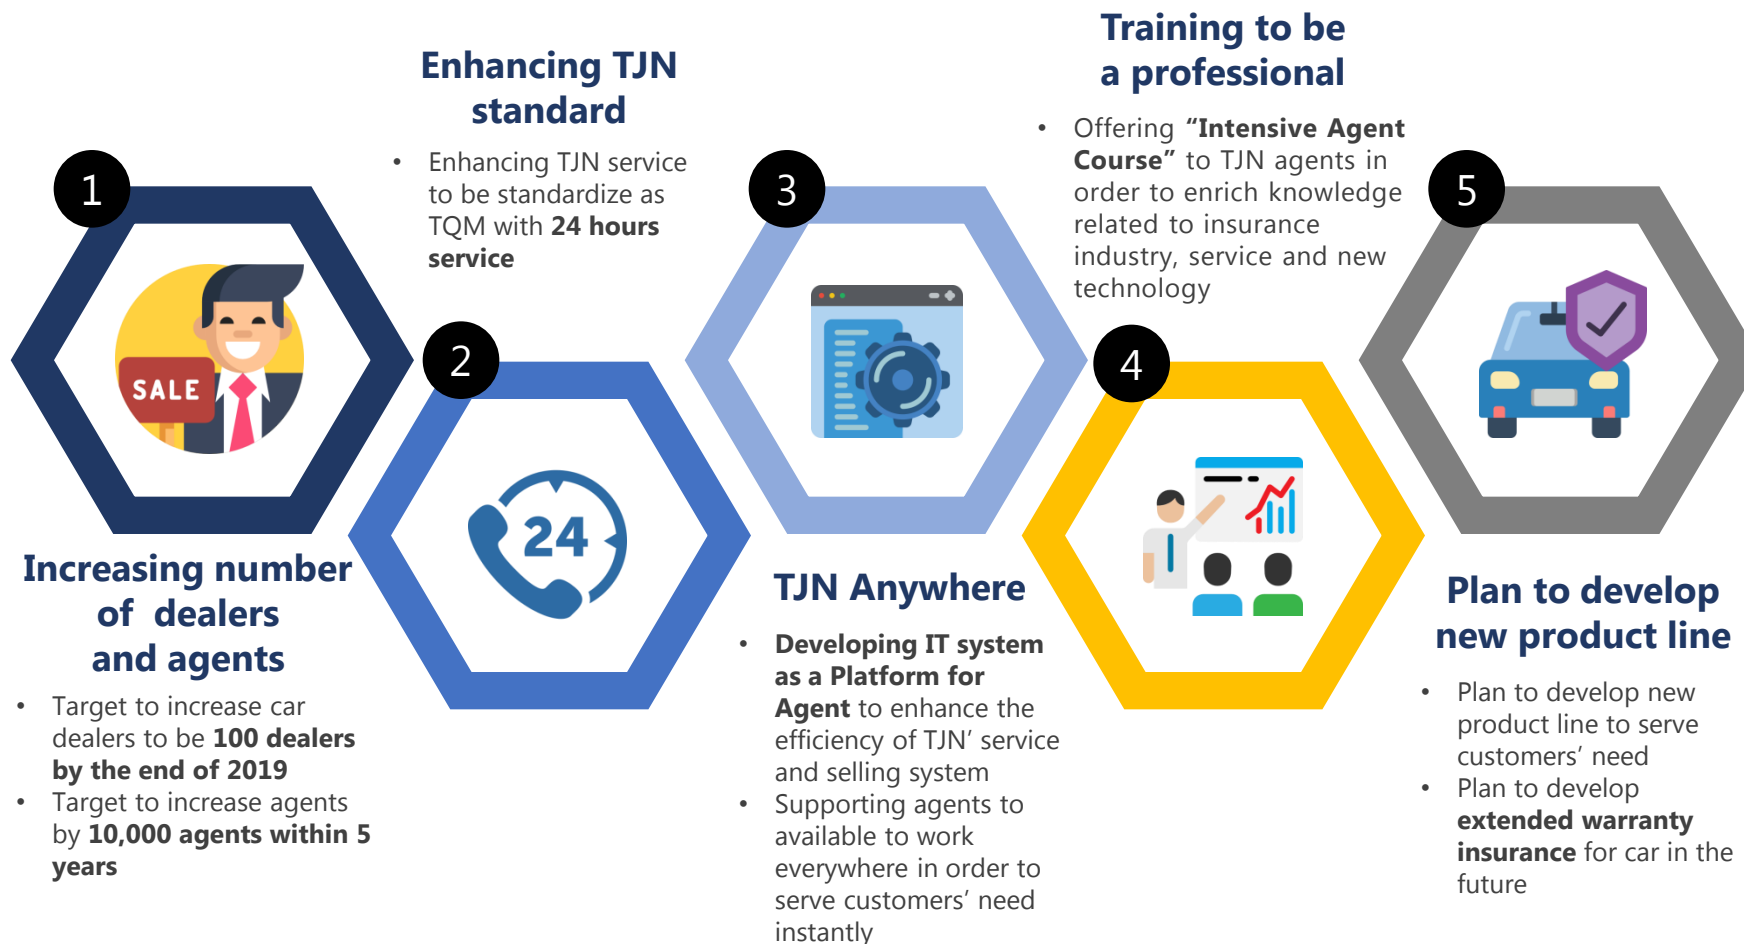 1
SALE
Increasing number
of dealers
and agents
• Target to increase car
dealers to be 100 dealers
by the end of 2019
• Target to increase agents
by 10,000 agents within 5
years
Enhancing TJN
standard
• Enhancing TJN service
to be standardize as
TQM with 24 hours
service
2
24
3
TJN Anywhere
• Developing IT system
as a Platform for
Agent to enhance the
efficiency of TJN’ service
and selling system
• Supporting agents to
available to work
everywhere in order to
serve customers’ need
instantly
Training to be
a professional
• Offering “Intensive Agent
Course” to TJN agents in
order to enrich knowledge
related to insurance
industry, service and new
technology
4
5
Plan to develop
new product line
• Plan to develop new
product line to serve
customers’ need
• Plan to develop
extended warranty
insurance for car in the
future